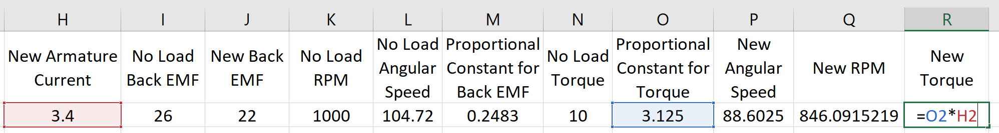 H I J K L M N O P Q R
New Armature Current No Load Back EMF New Back EMF No Load RPM No Load Angular Speed Proportional Constant for Back EMF No Load Torque Proportional Constant for Torque New Angular Speed New RPM New Torque
3.4 26 22 1000 104.72 0.2483 10 3.125 88.6025 846.0915219 =O2*H2